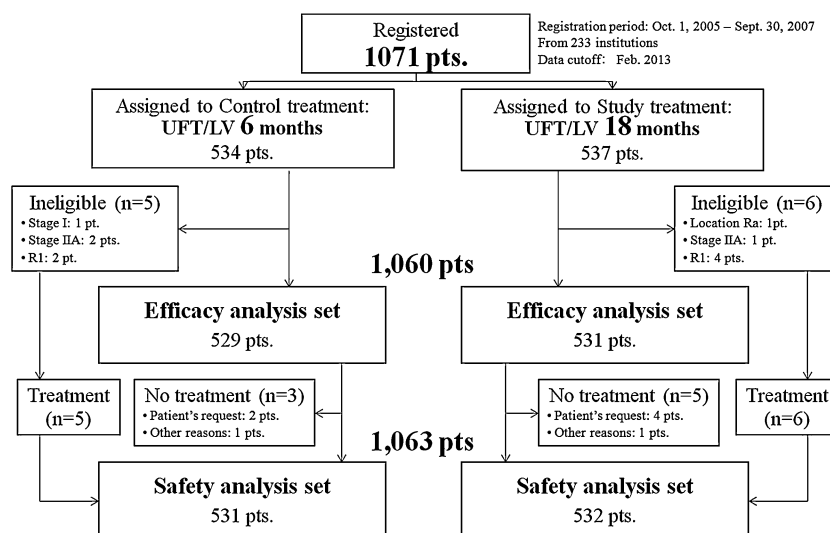 Registered
1071 pts.
Registration period: Oct. 1, 2005 – Sept. 30, 2007
From 233 institutions
Data cutoff: Feb. 2013
Assigned to Control treatment:
UFT/LV 6 months
534 pts.
Assigned to Study treatment:
UFT/LV 18 months
537 pts.
Ineligible (n=5)
• Stage I: 1 pt.
• Stage IIA: 2 pts.
• R1: 2 pt.
Ineligible (n=6)
• Location Ra: 1pt.
• Stage IIA: 1 pt.
• R1: 4 pts.
1,060 pts
Efficacy analysis set
529 pts.
Efficacy analysis set
531 pts.
Treatment
(n=5)
No treatment (n=3)
• Patient's request: 2 pts.
• Other reasons: 1 pts.
No treatment (n=5)
• Patient's request: 4 pts.
• Other reasons: 1 pts.
Treatment
(n=6)
1,063 pts
Safety analysis set
531 pts.
Safety analysis set
532 pts.